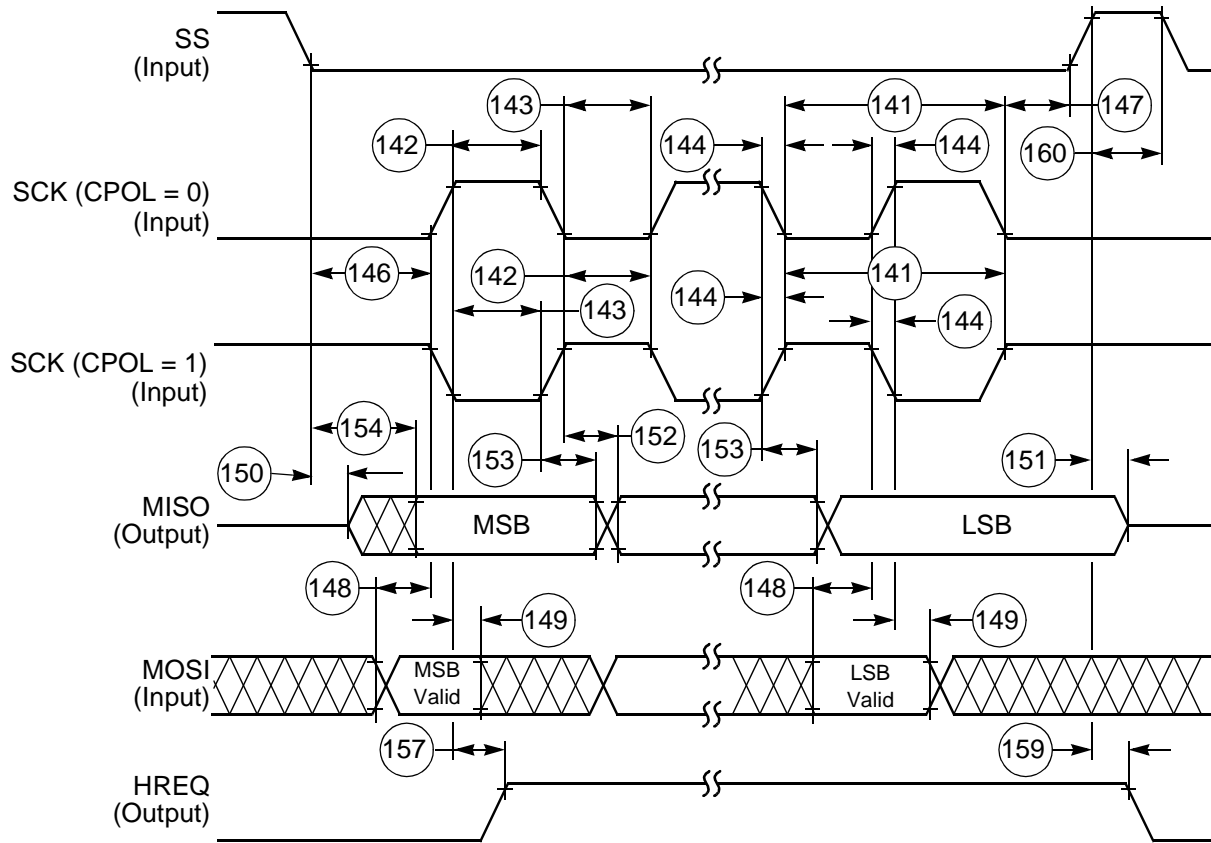 SS
(Input)
143
141
147
142
144
144
160
SCK (CPOL = 0)
(Input)
146
142
141
144
143
144
SCK (CPOL = 1)
(Input)
154
152
150
153
153
151
MISO
(Output)
MSB
LSB
148
148
149
149
MOSI
(Input)
MSB
Valid
LSB
Valid
157
159
HREQ
(Output)